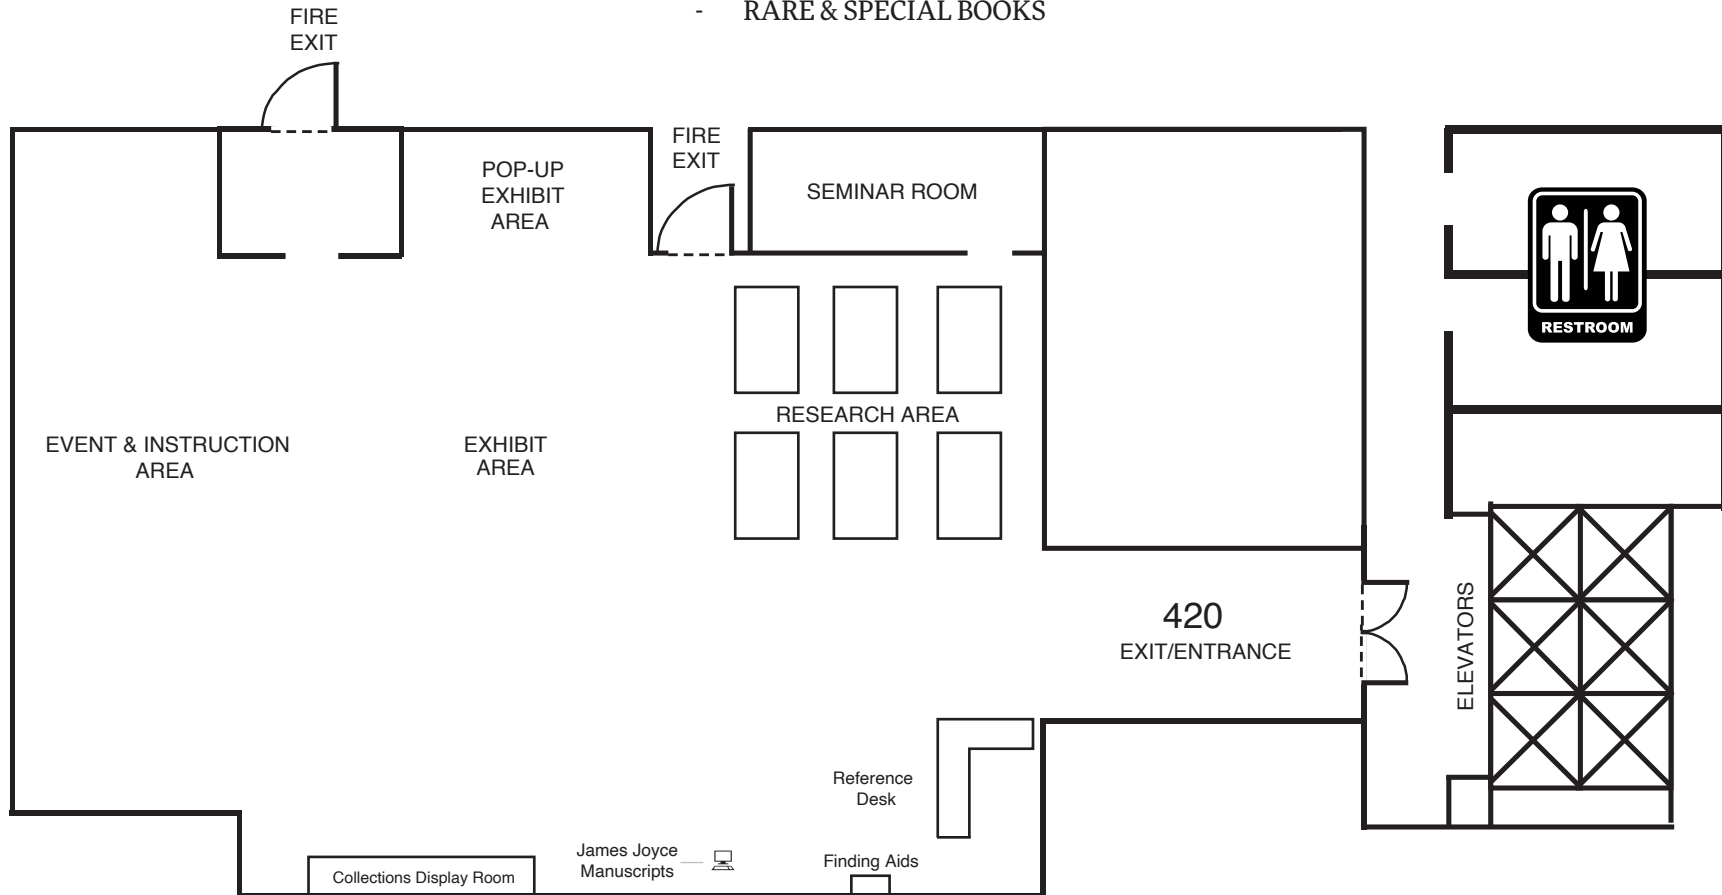 - RARE & SPECIAL BOOKS
FIRE
EXIT
FIRE
EXIT
POP-UP
EXHIBIT
AREA
SEMINAR ROOM
RESTROOM
RESEARCH AREA
EVENT & INSTRUCTION
AREA
EXHIBIT
AREA
420
EXIT/ENTRANCE
ELEVATORS
Reference
Desk
James Joyce
Manuscripts
Finding Aids
Collections Display Room